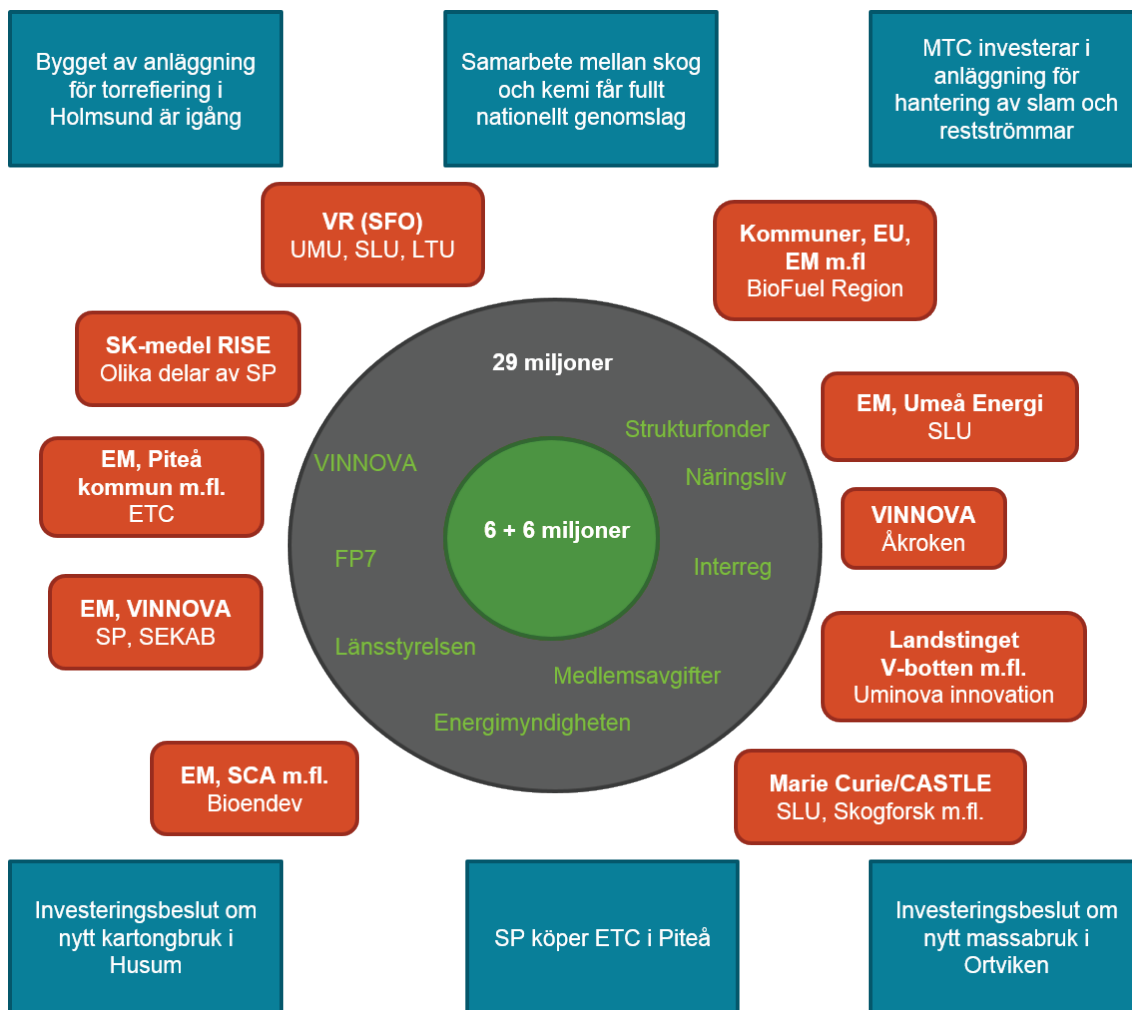 Bygget av anläggning
för torrefiering i
Holmsund är igång
Samarbete mellan skog
och kemi får fullt
nationellt genomslag
MTC investerar i
anläggning för
hantering av slam och
restströmmar
VR (SFO)
UMU, SLU, LTU
Kommuner, EU,
EM m.fl
BioFuel Region
SK-medel RISE
Olika delar av SP
29 miljoner
EM, Umeå Energi
SLU
Strukturfonder
EM, Piteå
kommun m.fl.
ETC
VINNOVA
Näringsliv
6 + 6 miljoner
VINNOVA
Åkroken
FP7
Interreg
EM, VINNOVA
SP, SEKAB
Länsstyrelsen
Medlemsavgifter
Energimyndigheten
Landstinget
V-botten m.fl.
Uminova innovation
EM, SCA m.fl.
Bioendev
Marie Curie/CASTLE
SLU, Skogforsk m.fl.
Investeringsbeslut om
nytt kartongbruk i
Husum
SP köper ETC i Piteå
Investeringsbeslut om
nytt massabruk i
Ortviken